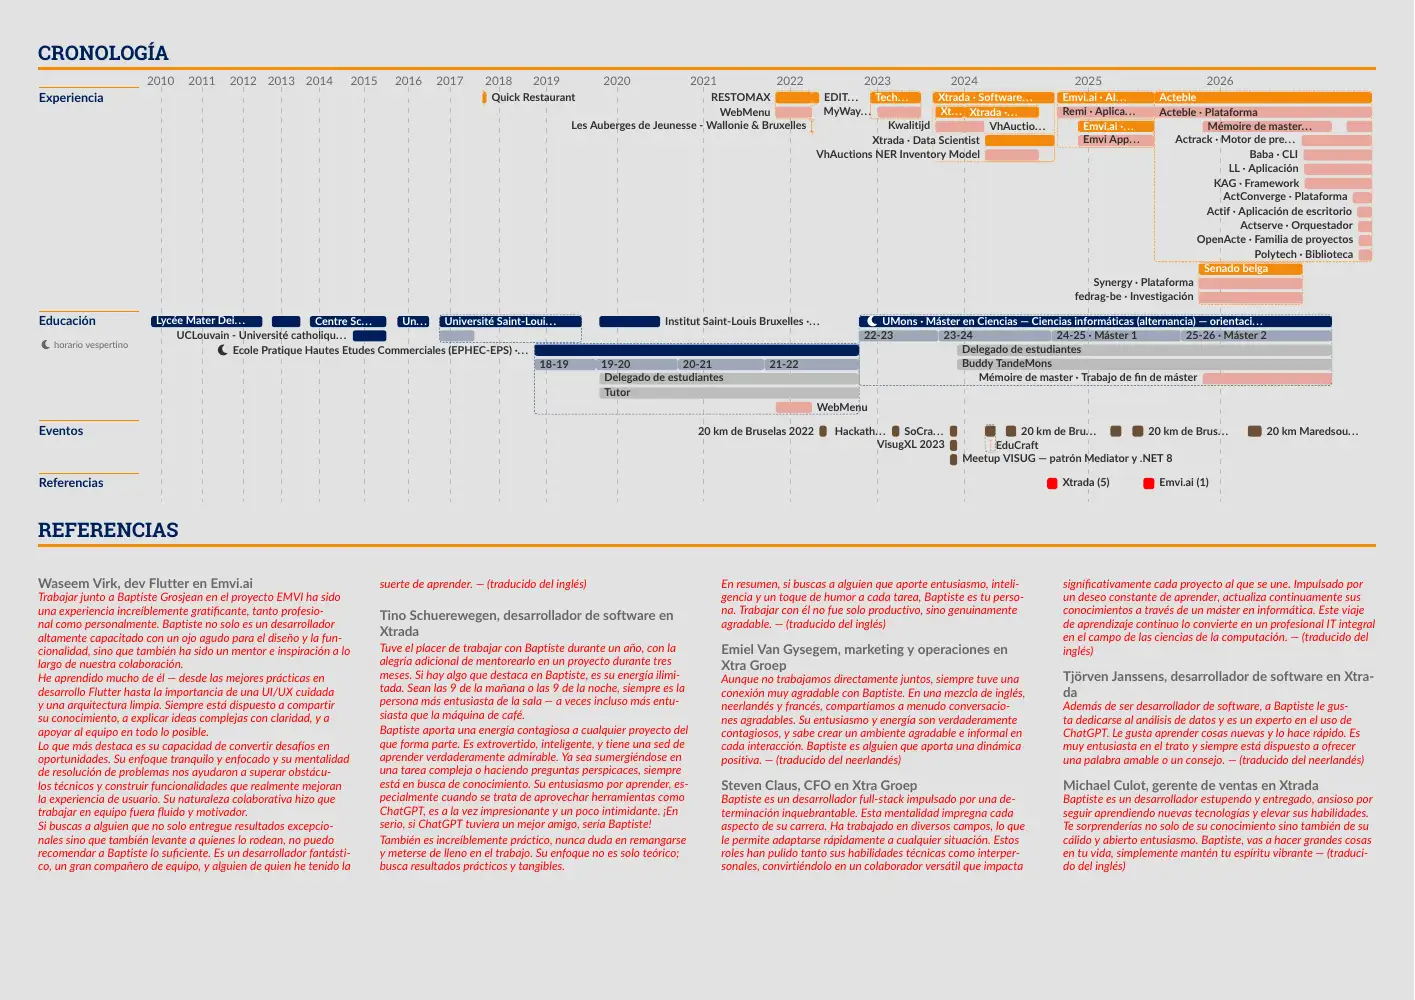 CRONOLOGÍA
2010 2011 2012 2013 2014 2015 2016 2017 2018 2019 2020 2021 2022 2023 2024 2025 2026
Experiencia
Quick Restaurant RESTOMAX EDIT… Tech… Xtrada · Software… Emvi.ai · AI… Acteble
WebMenu MyWay… Xt… Xtrada ·… Remi · Aplica… Acteble · Plataforma
Les Auberges de Jeunesse - Wallonie & Bruxelles Kwalitijd VhAuctio… Emvi.ai ·… Mémoire de master…
Xtrada · Data Scientist Emvi App… Actrack · Motor de pre…
VhAuctions NER Inventory Model Baba · CLI
LL · Aplicación
KAG · Framework
ActConverge · Plataforma
Actif · Aplicación de escritorio
Actserve · Orquestador
OpenActe · Familia de proyectos
Polytech · Biblioteca
Senado belga
Synergy · Plataforma
fedrag-be · Investigación
Educación
Lycée Mater Dei… Centre Sc… Un… Université Saint-Loui… Institut Saint-Louis Bruxelles ·… UMons · Máster en Ciencias — Ciencias informáticas (alternancia) — orientaci…
UCLouvain - Université catholiqu… 22-23 23-24 24-25 · Máster 1 25-26 · Máster 2
horario vespertino
Ecole Pratique Hautes Etudes Commerciales (EPHEC-EPS) ·… Delegado de estudiantes
18-19 19-20 20-21 21-22 Buddy TandeMons
Delegado de estudiantes Mémoire de master · Trabajo de fin de máster
Tutor
WebMenu
Eventos
20 km de Bruselas 2022 Hackath… SoCra… 20 km de Bru… 20 km de Brus… 20 km Maredsou…
VisugXL 2023 EduCraft
Meetup VISUG — patrón Mediator y .NET 8
Referencias
Xtrada (5) Emvi.ai (1)
REFERENCIAS
Waseem Virk, dev Flutter en Emvi.ai
Trabajar junto a Baptiste Grosjean en el proyecto EMVI ha sido
una experiencia increíblemente gratificante, tanto profesio-
nal como personalmente. Baptiste no solo es un desarrollador
altamente capacitado con un ojo agudo para el diseño y la fun-
cionalidad, sino que también ha sido un mentor e inspiración a lo
largo de nuestra colaboración.
He aprendido mucho de él — desde las mejores prácticas en
desarrollo Flutter hasta la importancia de una UI/UX cuidada
y una arquitectura limpia. Siempre está dispuesto a compartir
su conocimiento, a explicar ideas complejas con claridad, y a
apoyar al equipo en todo lo posible.
Lo que más destaca es su capacidad de convertir desafíos en
oportunidades. Su enfoque tranquilo y enfocado y su mentalidad
de resolución de problemas nos ayudaron a superar obstácu-
los técnicos y construir funcionalidades que realmente mejoran
la experiencia de usuario. Su naturaleza colaborativa hizo que
trabajar en equipo fuera fluido y motivador.
Si buscas a alguien que no solo entregue resultados excepcio-
nales sino que también levante a quienes lo rodean, no puedo
recomendar a Baptiste lo suficiente. Es un desarrollador fantásti-
co, un gran compañero de equipo, y alguien de quien he tenido la
suerte de aprender. — (traducido del inglés)
Tino Schuerewegen, desarrollador de software en
Xtrada
Tuve el placer de trabajar con Baptiste durante un año, con la
alegría adicional de mentorearlo en un proyecto durante tres
meses. Si hay algo que destaca en Baptiste, es su energía ilimi-
tada. Sean las 9 de la mañana o las 9 de la noche, siempre es la
persona más entusiasta de la sala — a veces incluso más entu-
siasta que la máquina de café.
Baptiste aporta una energía contagiosa a cualquier proyecto del
que forma parte. Es extrovertido, inteligente, y tiene una sed de
aprender verdaderamente admirable. Ya sea sumergiéndose en
una tarea compleja o haciendo preguntas perspicaces, siempre
está en busca de conocimiento. Su entusiasmo por aprender, es-
pecialmente cuando se trata de aprovechar herramientas como
ChatGPT, es a la vez impresionante y un poco intimidante. ¡En
serio, si ChatGPT tuviera un mejor amigo, sería Baptiste!
También es increíblemente práctico, nunca duda en remangarse
y meterse de lleno en el trabajo. Su enfoque no es solo teórico;
busca resultados prácticos y tangibles.
En resumen, si buscas a alguien que aporte entusiasmo, inteli-
gencia y un toque de humor a cada tarea, Baptiste es tu perso-
na. Trabajar con él no fue solo productivo, sino genuinamente
agradable. — (traducido del inglés)
Emiel Van Gysegem, marketing y operaciones en
Xtra Groep
Aunque no trabajamos directamente juntos, siempre tuve una
conexión muy agradable con Baptiste. En una mezcla de inglés,
neerlandés y francés, compartíamos a menudo conversacio-
nes agradables. Su entusiasmo y energía son verdaderamente
contagiosos, y sabe crear un ambiente agradable e informal en
cada interacción. Baptiste es alguien que aporta una dinámica
positiva. — (traducido del neerlandés)
Steven Claus, CFO en Xtra Groep
Baptiste es un desarrollador full-stack impulsado por una de-
terminación inquebrantable. Esta mentalidad impregna cada
aspecto de su carrera. Ha trabajado en diversos campos, lo que
le permite adaptarse rápidamente a cualquier situación. Estos
roles han pulido tanto sus habilidades técnicas como interper-
sonales, convirtiéndolo en un colaborador versátil que impacta
significativamente cada proyecto al que se une. Impulsado por
un deseo constante de aprender, actualiza continuamente sus
conocimientos a través de un máster en informática. Este viaje
de aprendizaje continuo lo convierte en un profesional IT integral
en el campo de las ciencias de la computación. — (traducido del
inglés)
Tjörven Janssens, desarrollador de software en Xtra-
da
Además de ser desarrollador de software, a Baptiste le gus-
ta dedicarse al análisis de datos y es un experto en el uso de
ChatGPT. Le gusta aprender cosas nuevas y lo hace rápido. Es
muy entusiasta en el trato y siempre está dispuesto a ofrecer
una palabra amable o un consejo. — (traducido del neerlandés)
Michael Culot, gerente de ventas en Xtrada
Baptiste es un desarrollador estupendo y entregado, ansioso por
seguir aprendiendo nuevas tecnologías y elevar sus habilidades.
Te sorprenderías no solo de su conocimiento sino también de su
cálido y abierto entusiasmo. Baptiste, vas a hacer grandes cosas
en tu vida, simplemente mantén tu espíritu vibrante — (traduci-
do del inglés)